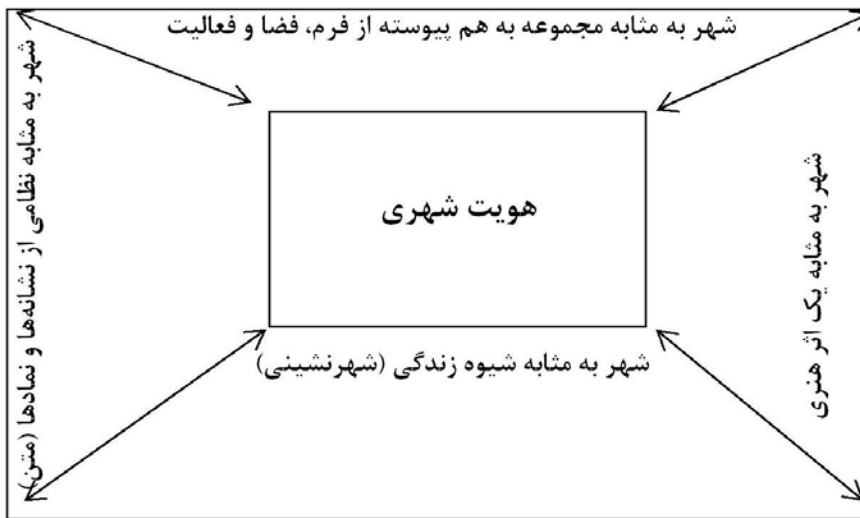 شهر به مثابه مجموعه به هم پیوسته از فرم، فضا و فعالیت
شهر به مثابه یک اثر هنری
هویت شهری
شهر به مثابه نظامی از نشانه‌ها و نمادها (متن)
شهر به مثابه شیوه زندگی (شهرنشینی)